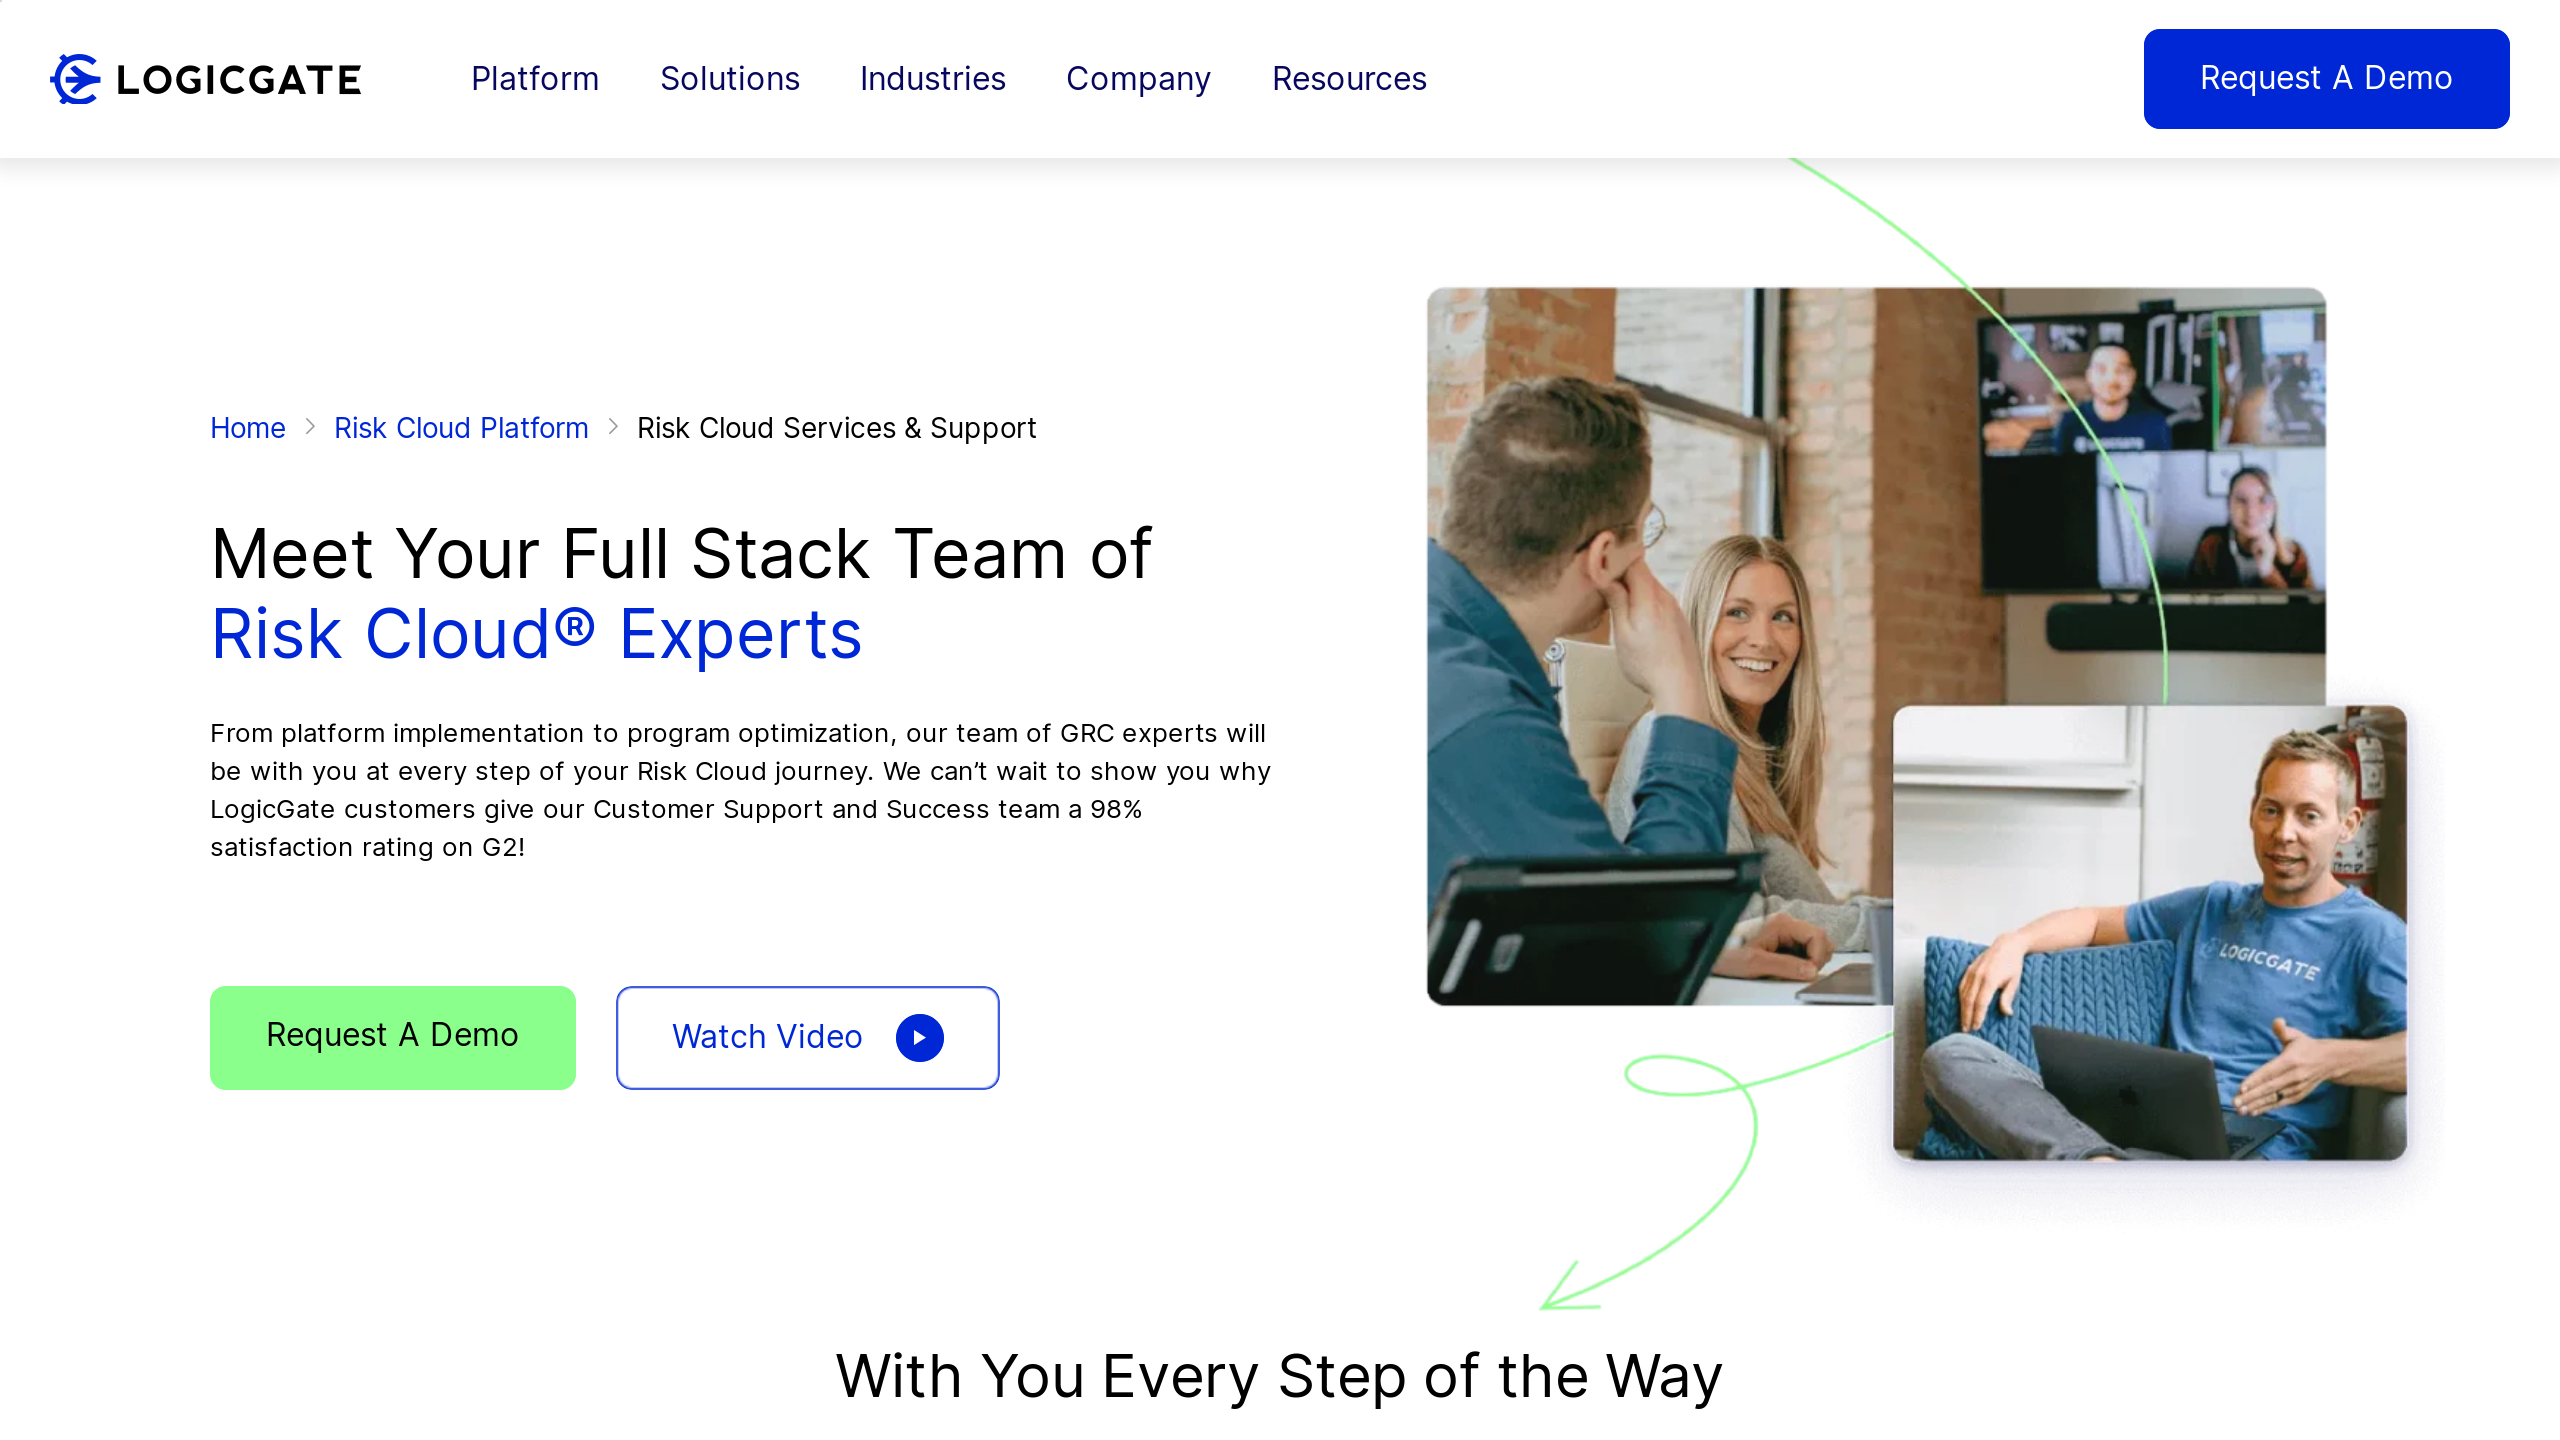 LOGICGATE
Platform
Solutions
Industries
Company
Resources
Request A Demo
Home
Risk Cloud Platform
Risk Cloud Services & Support
Meet Your Full Stack Team of
Risk Cloud® Experts
From platform implementation to program optimization, our team of GRC experts will
be with you at every step of your Risk Cloud journey. We can’t wait to show you why
LogicGate customers give our Customer Support and Success team a 98%
satisfaction rating on G2!
Request A Demo
Watch Video
LOGICGATE
LOGICGATE
With You Every Step of the Way